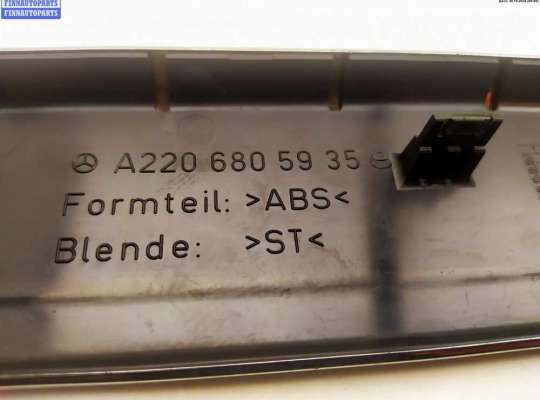 FINNAUTOPARTS
FINNAUTOPARTS
A220 680 59 35
Formteil: >ABS<
Blende: >ST<